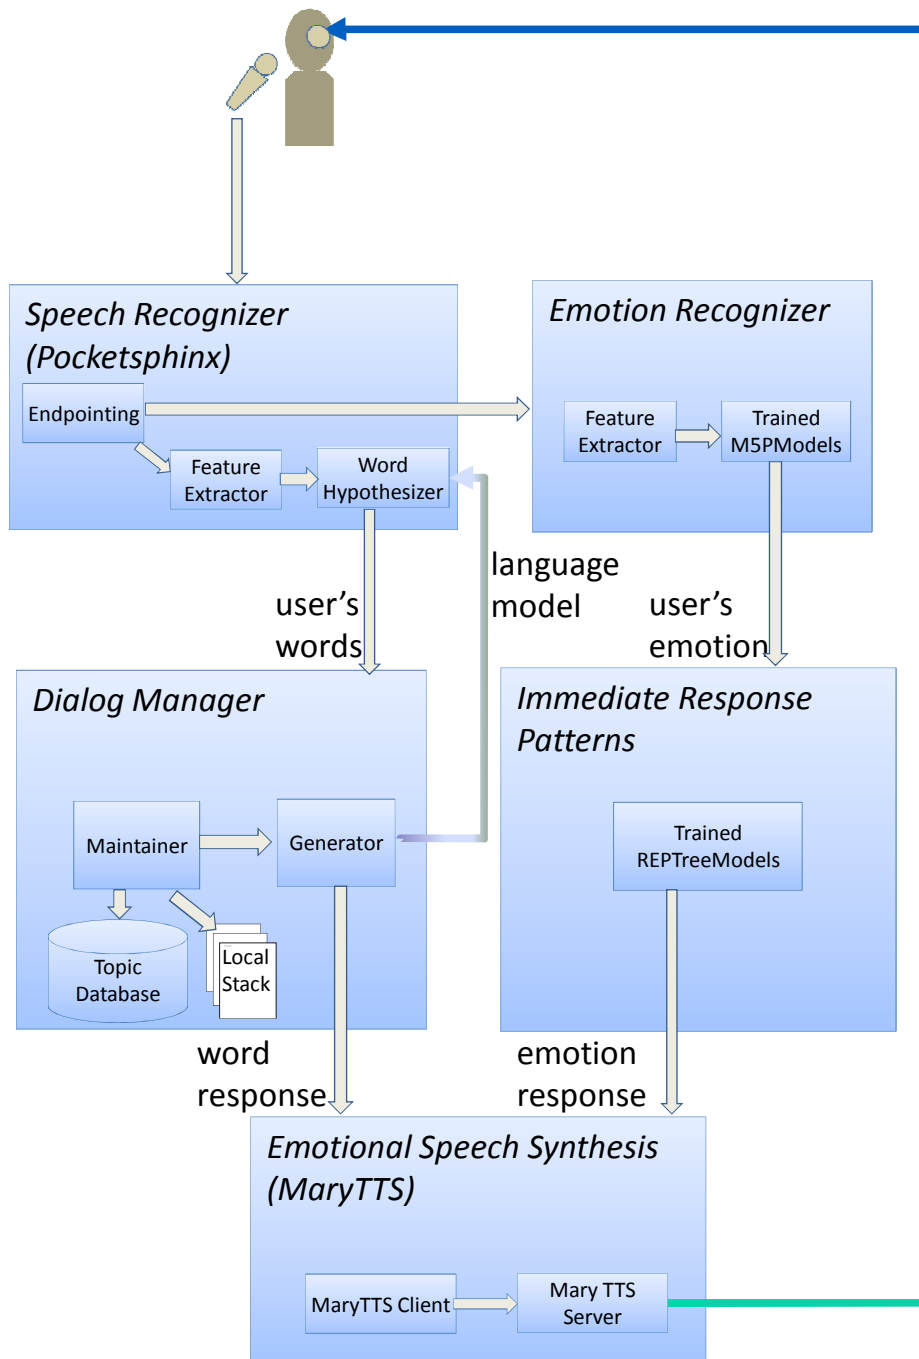 Speech Recognizer
(Pocketsphinx)
Endpointing
Feature
Extractor
Word
Hypothesizer
Emotion Recognizer
Feature
Extractor
Trained
M5PModels
user’s
words
language
model
user’s
emotion
Dialog Manager
Maintainer
Generator
Topic
Database
Local
Stack
Immediate Response
Patterns
Trained
REPTreeModels
word
response
emotion
response
Emotional Speech Synthesis
(MaryTTS)
MaryTTS Client
Mary TTS
Server